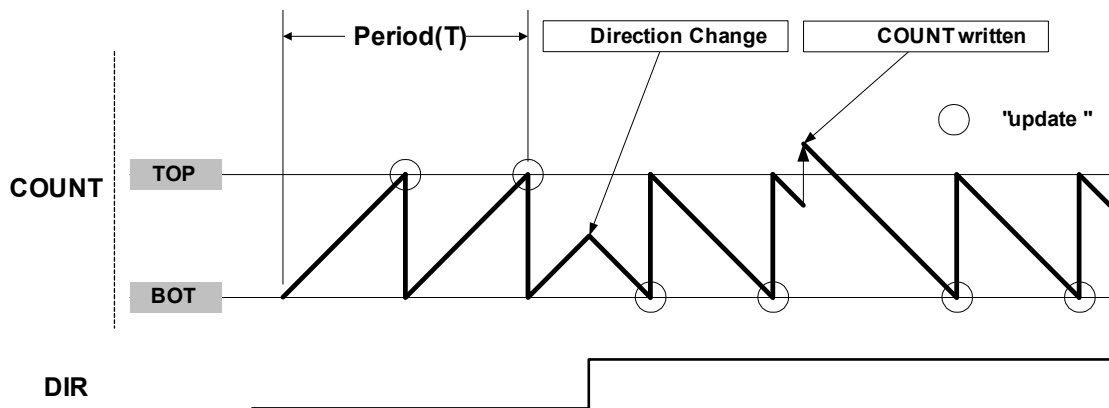 Period(T)
Direction Change
COUNT written
"update "
TOP
COUNT
BOT
DIR